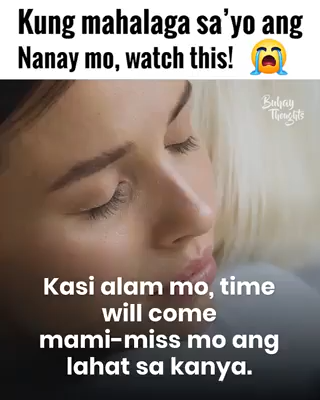 Kung mahalaga sa’yo ang
Nanay mo, watch this! 😭
Buhay
Thoughts
Kasi alam mo, time
will come
mami-miss mo ang
lahat sa kanya.